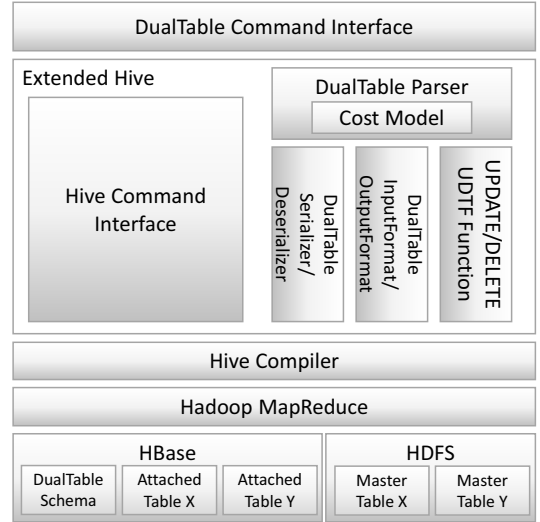 DualTable Command Interface
Extended Hive
Hive Command
Interface
DualTable Parser
Cost Model
DualTable
Serializer/
Deserializer
DualTable
InputFormat/
OutputFormat
UPDATE/DELETE
UDTF Function
Hive Compiler
Hadoop MapReduce
HBase
DualTable
Schema
Attached
Table X
Attached
Table Y
HDFS
Master
Table X
Master
Table Y